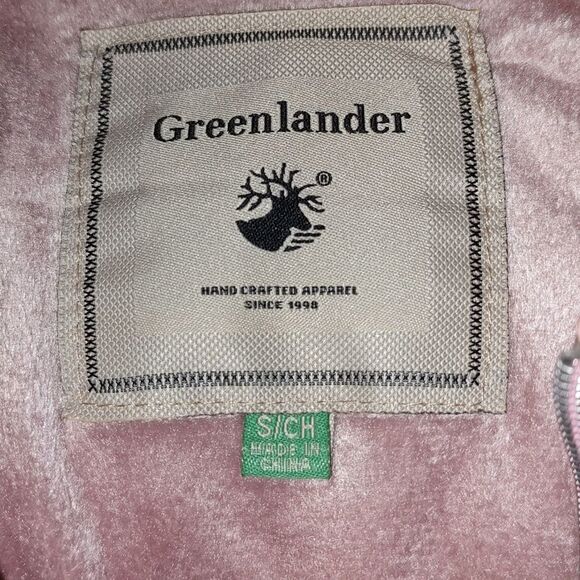 Greenlander
®
HAND CRAFTED APPAREL
SINCE 1998
S/CH
MADE IN
CHINA